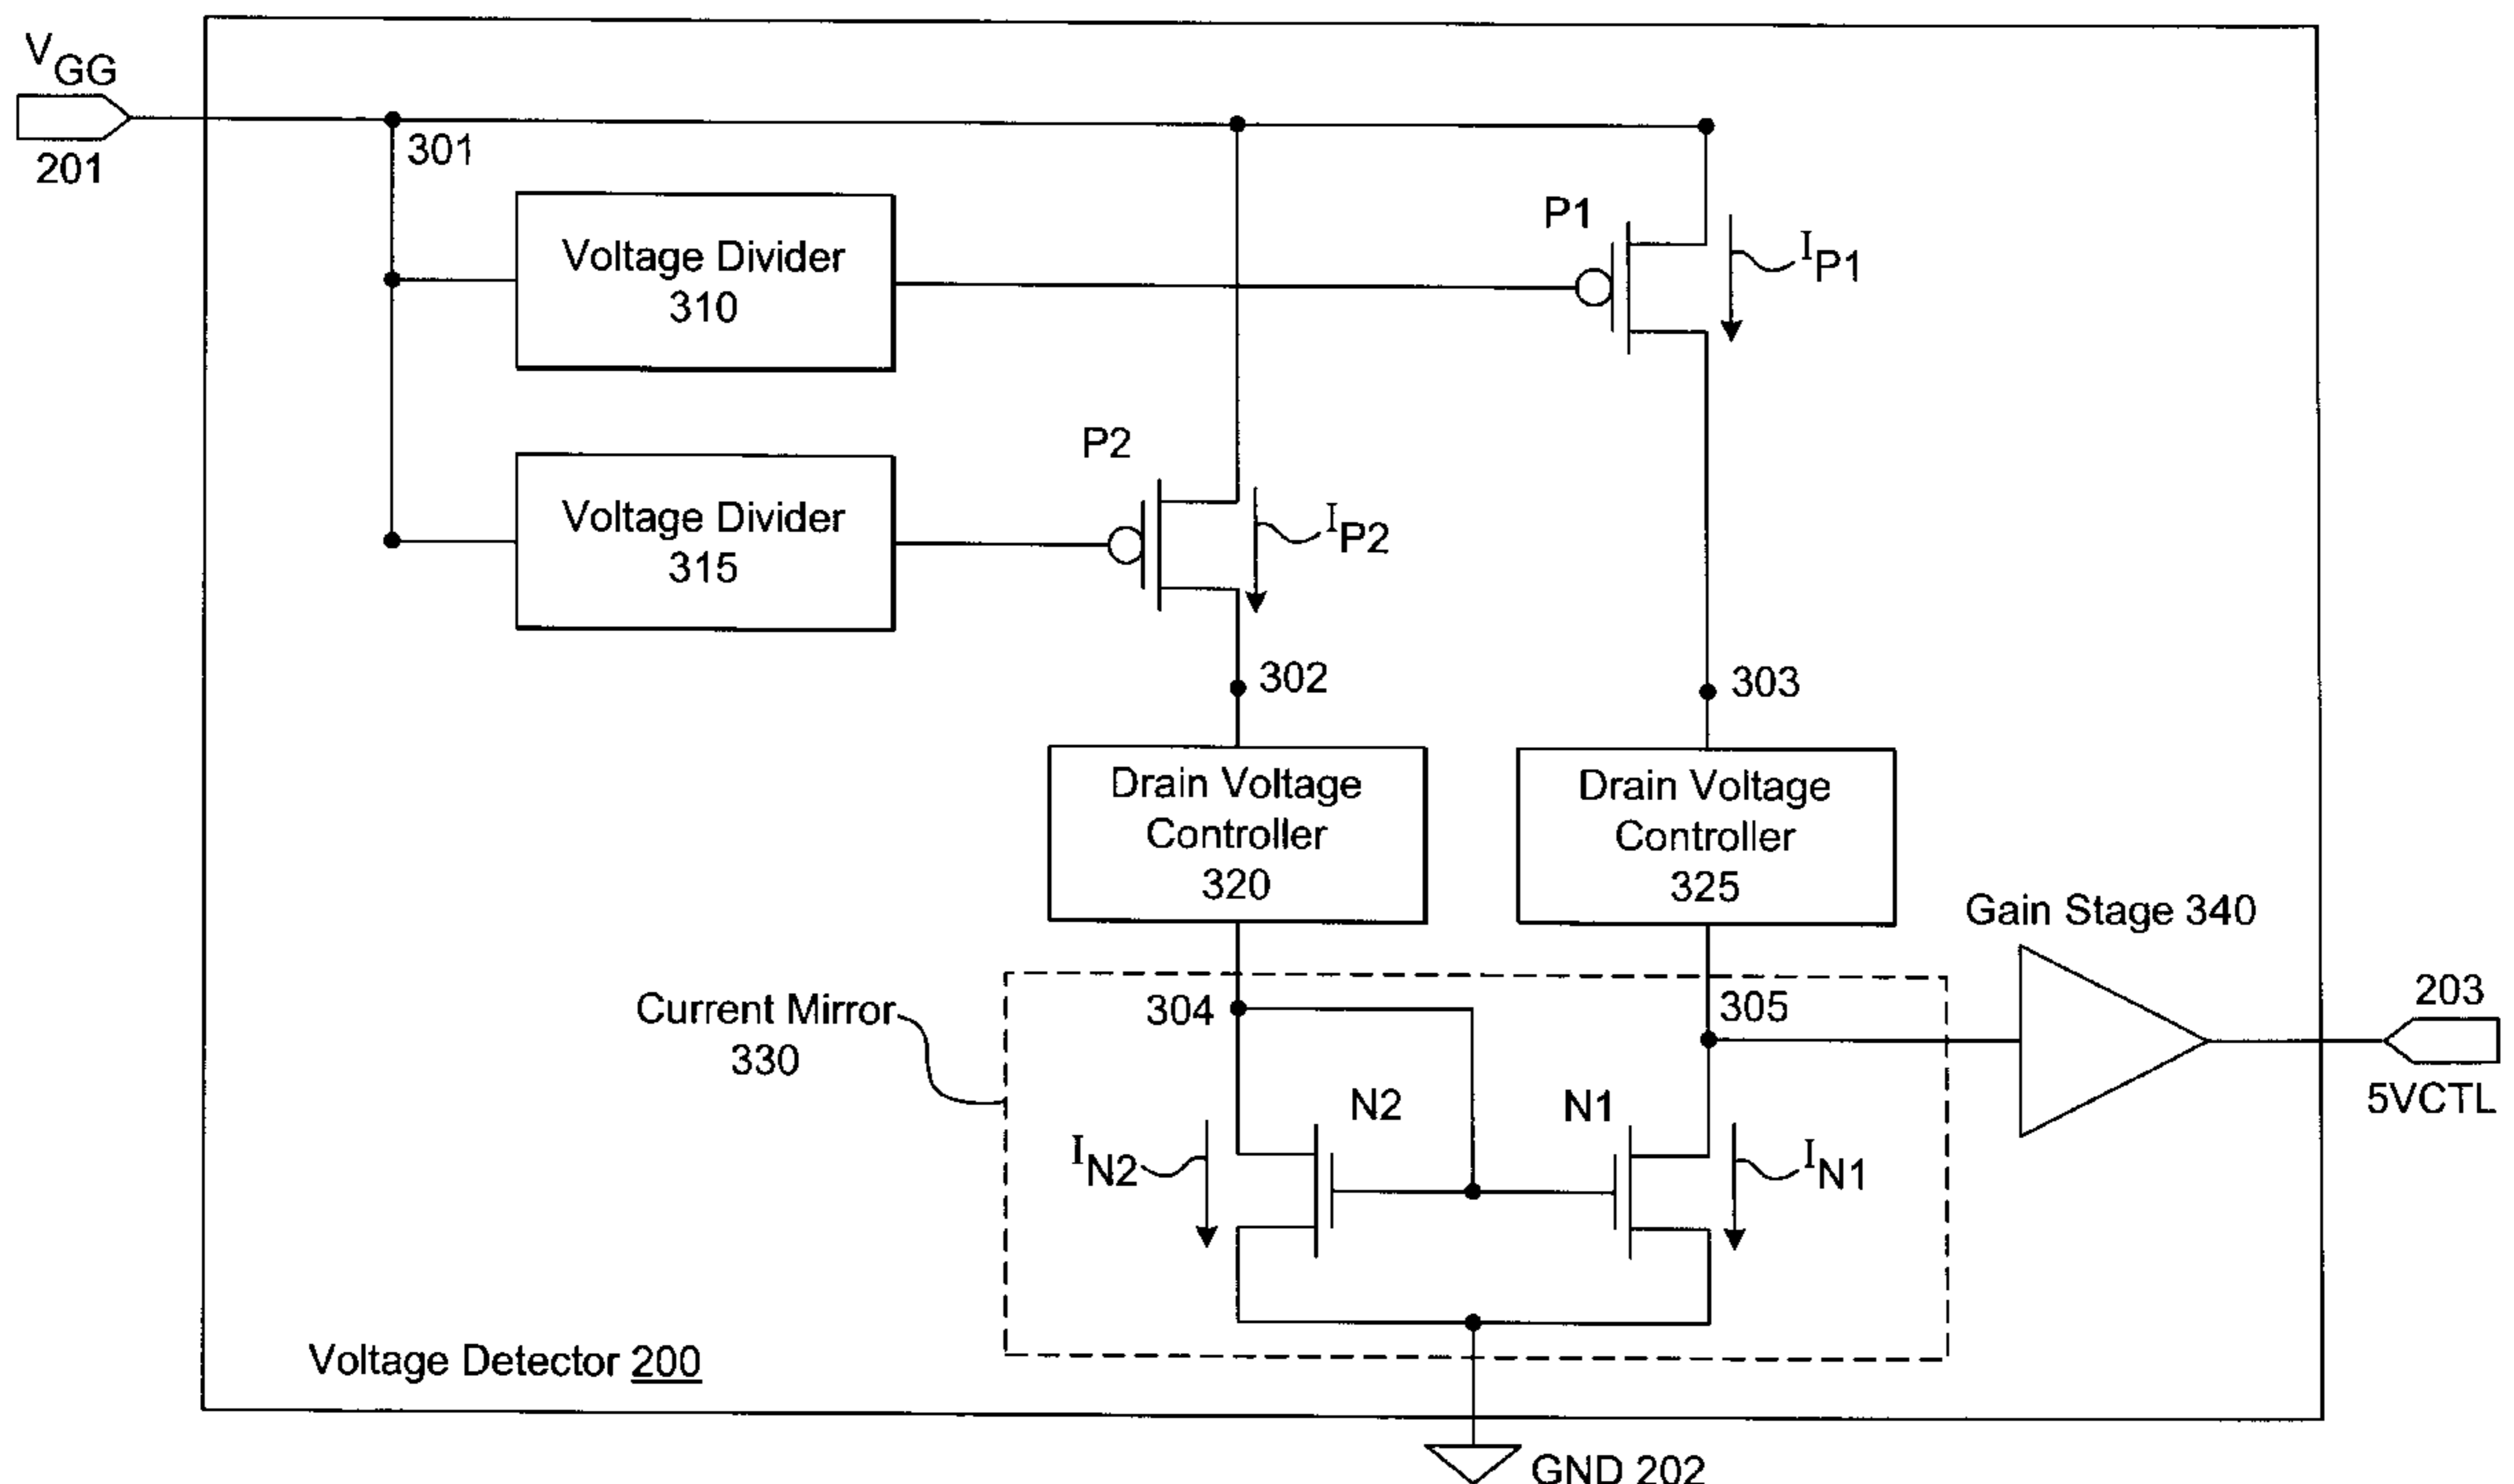 VGG
201
301
Voltage Divider
310
P1
IP1
P2
Voltage Divider
315
IP2
302
303
Drain Voltage
Controller
320
Drain Voltage
Controller
325
Gain Stage 340
Current Mirror
330
304
305
203
5VCTL
N2
N1
IN2
IN1
Voltage Detector 200
GND 202